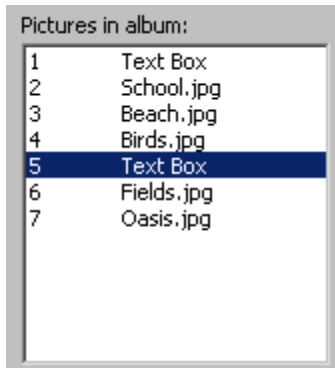 Pictures in album:
1 Text Box
2 School.jpg
3 Beach.jpg
4 Birds.jpg
5 Text Box
6 Fields.jpg
7 Oasis.jpg